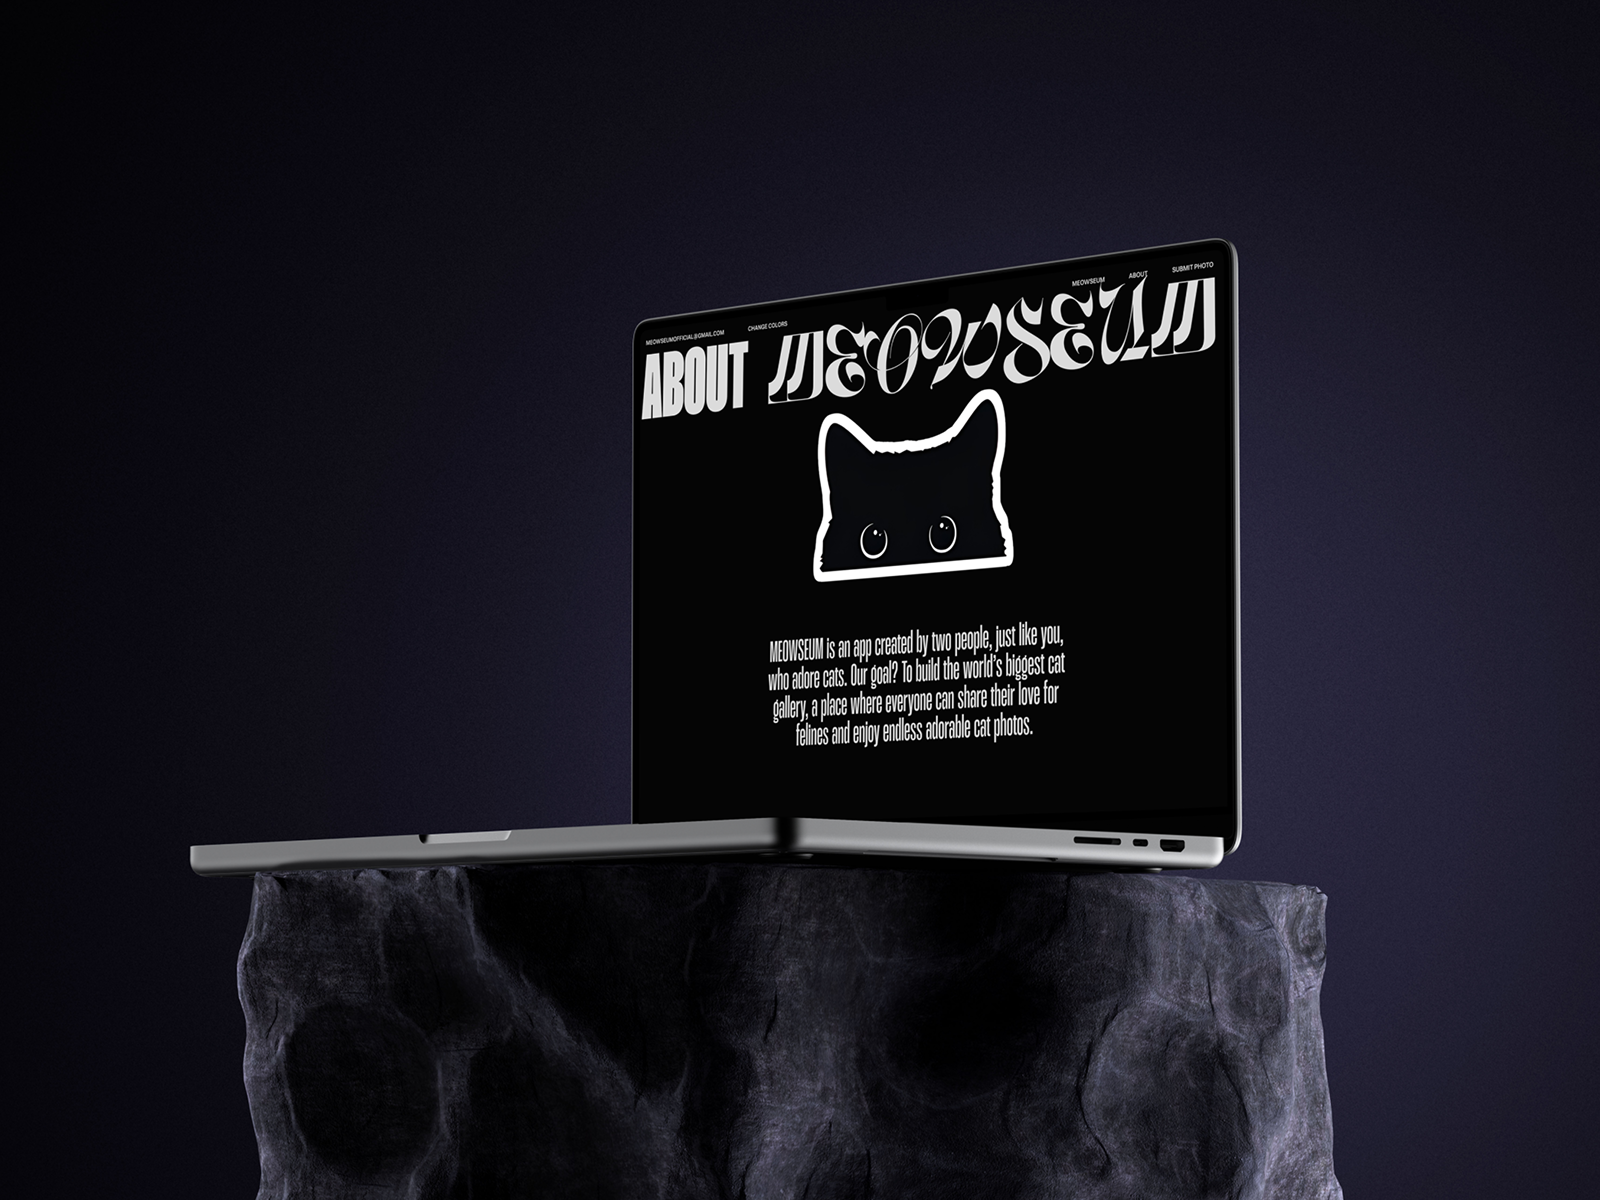 MEOWSEUMOFFICIAL@GMAIL.COM CHANGE COLORS MEOWSEUM ABOUT SUBMIT PHOTO
ABOUT MEOWSEUM
MEOWSEUM is an app created by two people, just like you,
who adore cats. Our goal? To build the world's biggest cat
gallery, a place where everyone can share their love for
felines and enjoy endless adorable cat photos.